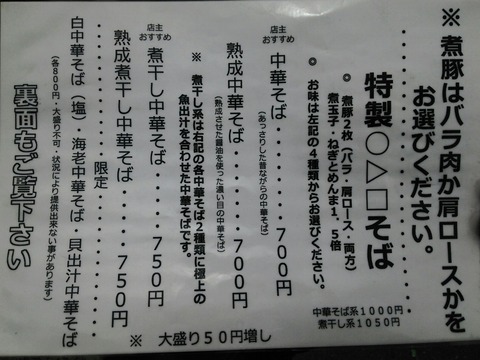 ※ 煮豚はバラ肉か肩ロースかを
お選びください。
特製○▷□そば
中華そば系1000円
煮干し系1050円
◎ 煮豚2枚(バラ・肩ロース・両方)
煮玉子・ねぎとめんま1.5倍
◎ お味は左記の4種類からお選びください。
店主おすすめ
中華そば・・・・・・・・700円
(あっさりした昔ながらの中華そば)
熟成中華そば・・・・・・700円
(熟成させた醤油を使った濃い目の中華そば)
※ 煮干し系は右記の各中華そば2種類に極上の
魚出汁を合わせた中華そばです。
店主おすすめ
煮干し中華そば・・・・・750円
熟成煮干し中華そば・・・・750円
・・・・・・・・・・限定・・・・・・・・・・
白中華そば(塩)・海老中華そば・貝出汁中華そば
(各800円・大盛り不可・状況により提供出来ない事があります)
裏面もご覧下さい
※ 大盛り50円増し